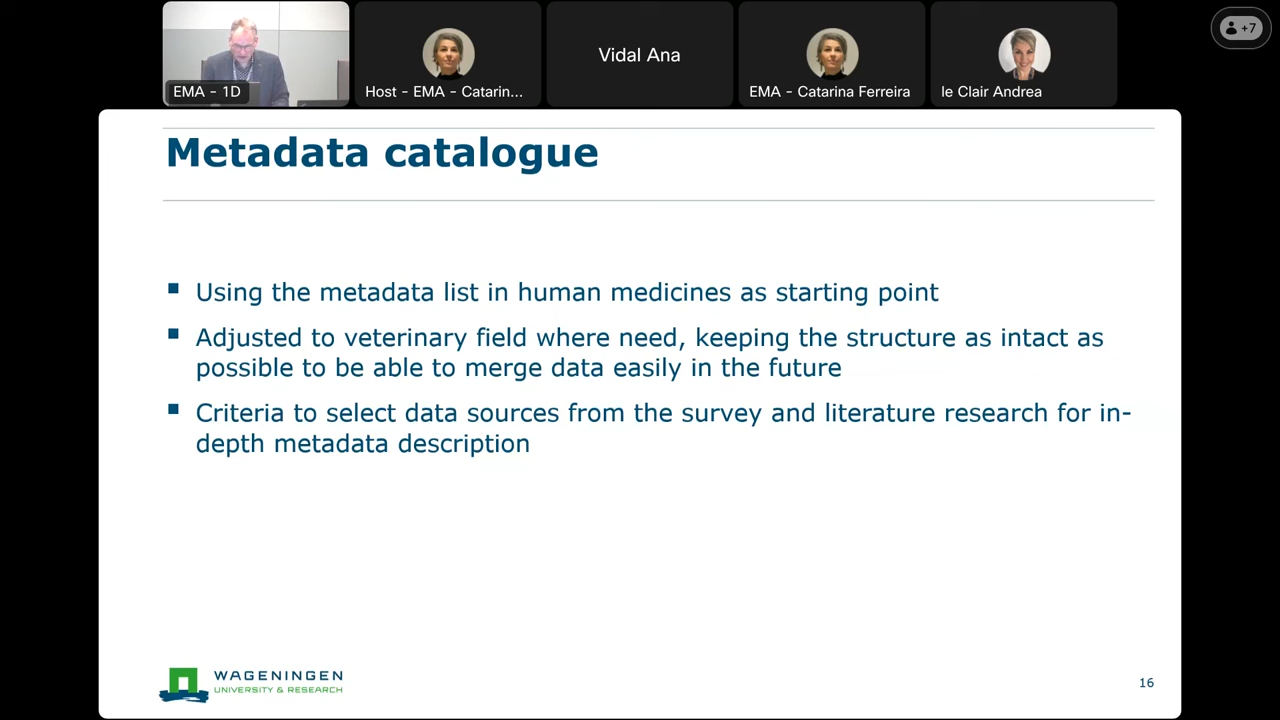 EMA - 1D
Host - EMA - Catarin...
Vidal Ana
EMA - Catarina Ferreira
le Clair Andrea
+7
Metadata catalogue
Using the metadata list in human medicines as starting point
Adjusted to veterinary field where need, keeping the structure as intact as
possible to be able to merge data easily in the future
Criteria to select data sources from the survey and literature research for in-
depth metadata description
WAGENINGEN
UNIVERSITY & RESEARCH
16